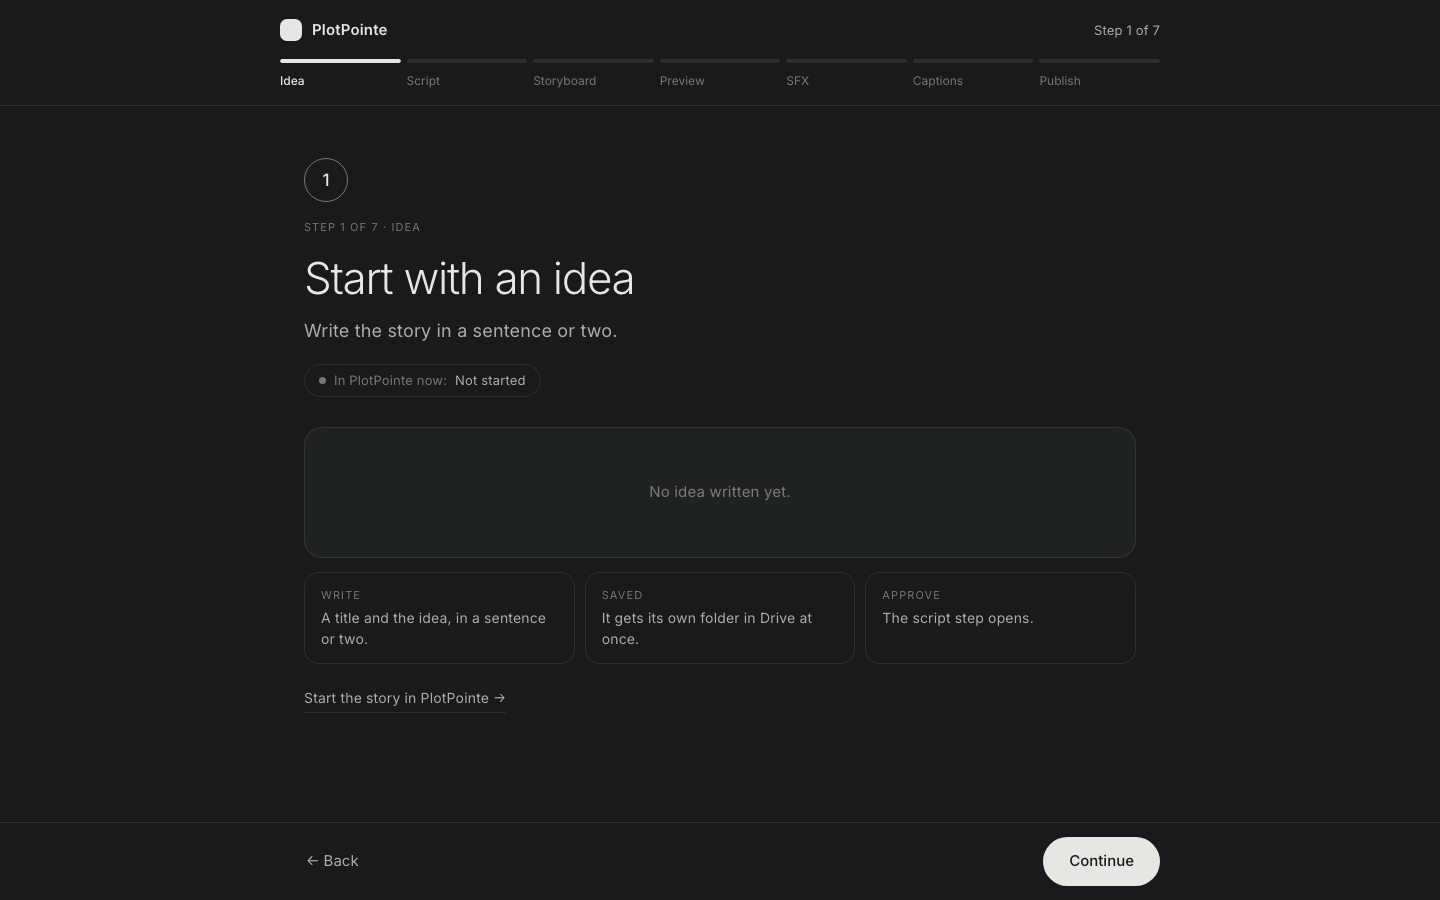 PlotPointe
Step 1 of 7
Idea
Script
Storyboard
Preview
SFX
Captions
Publish
1
STEP 1 OF 7 · IDEA
Start with an idea
Write the story in a sentence or two.
In PlotPointe now: Not started
No idea written yet.
WRITE
A title and the idea, in a sentence
or two.
SAVED
It gets its own folder in Drive at
once.
APPROVE
The script step opens.
Start the story in PlotPointe →
← Back
Continue